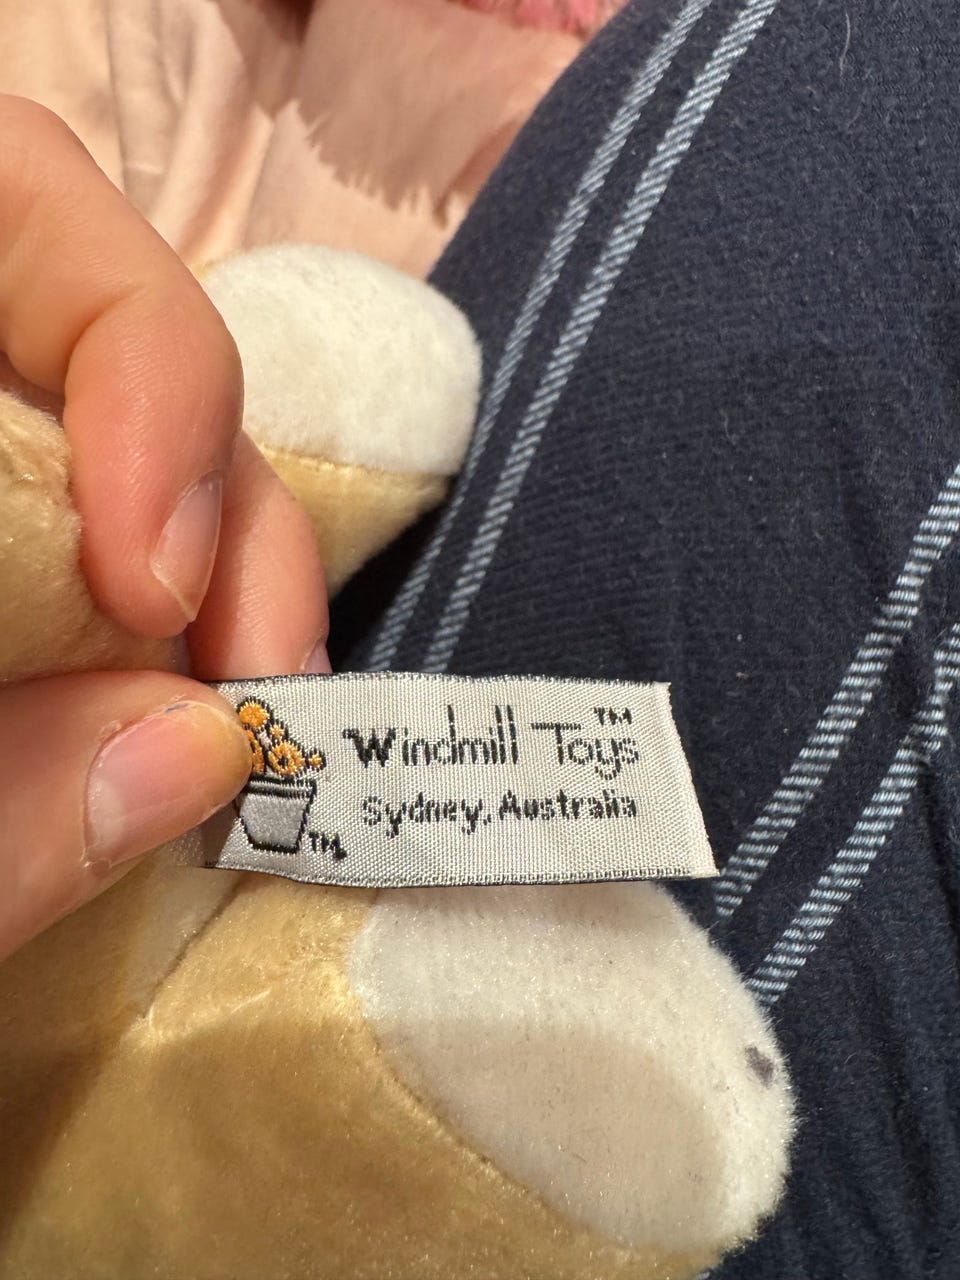 Windmill Toys™
Sydney, Australia
TM